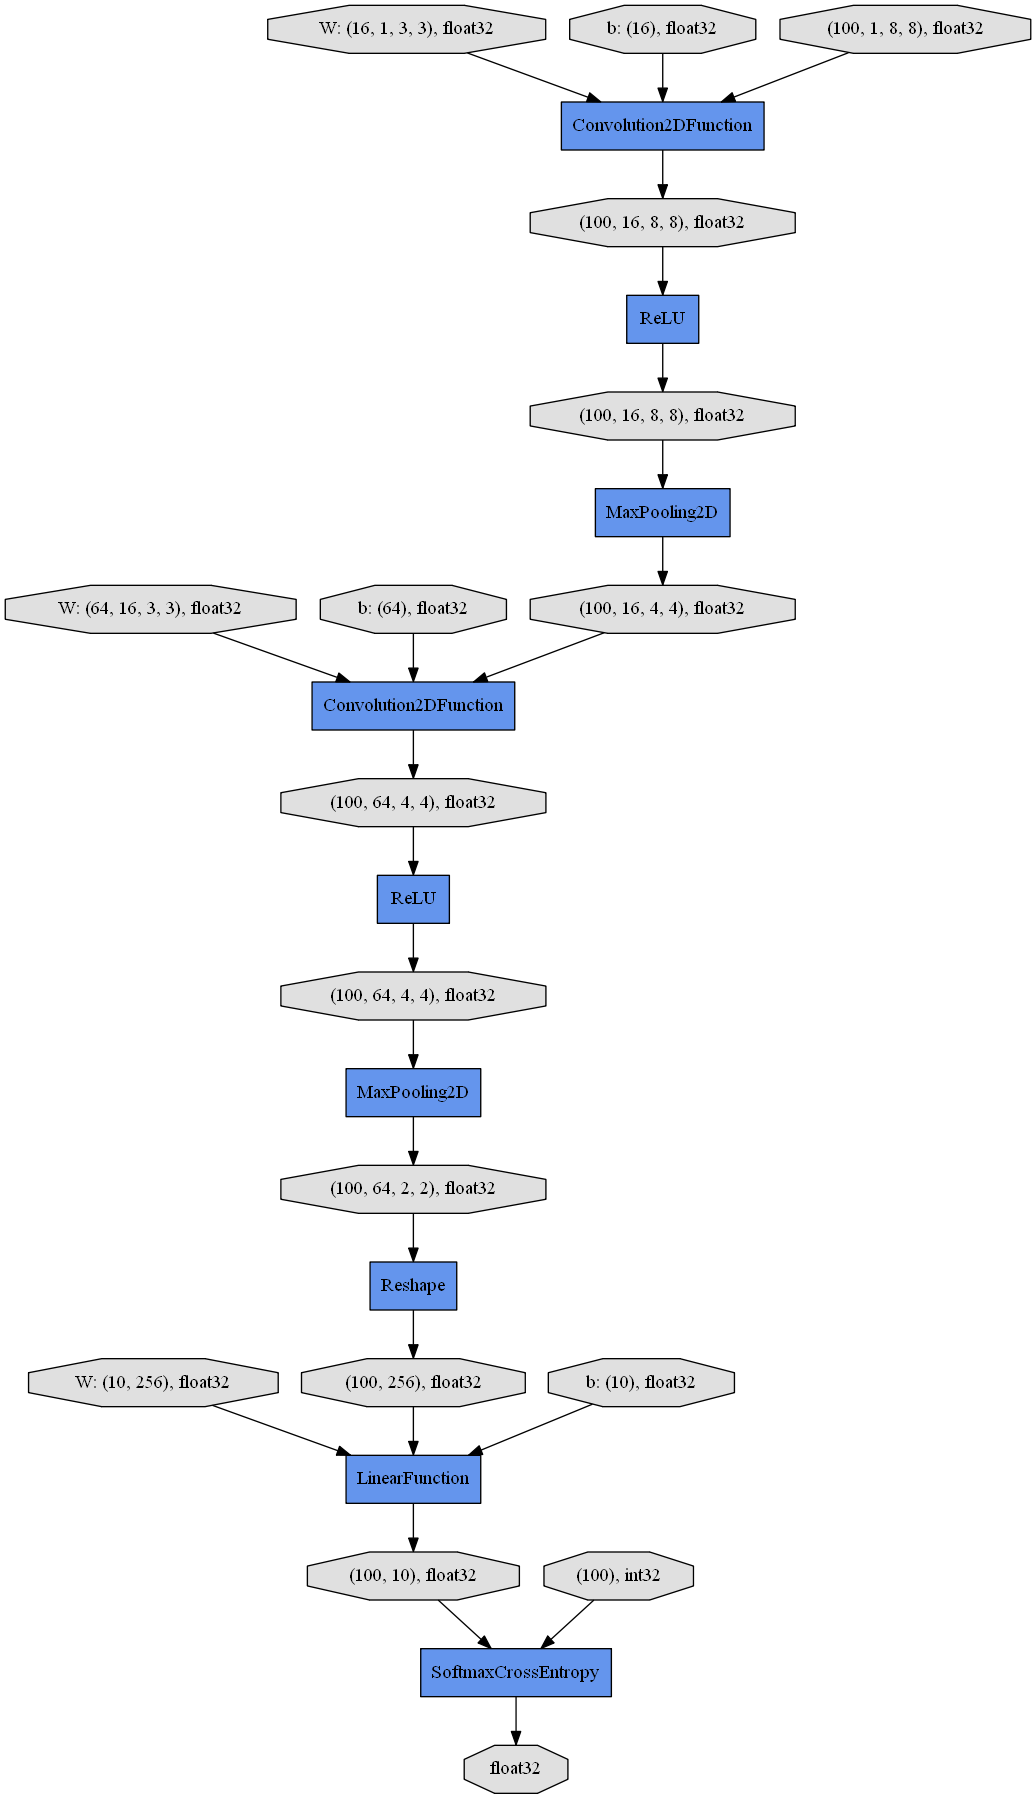 W: (16, 1, 3, 3), float32
b: (16), float32
(100, 1, 8, 8), float32
Convolution2DFunction
(100, 16, 8, 8), float32
ReLU
(100, 16, 8, 8), float32
MaxPooling2D
W: (64, 16, 3, 3), float32
b: (64), float32
(100, 16, 4, 4), float32
Convolution2DFunction
(100, 64, 4, 4), float32
ReLU
(100, 64, 4, 4), float32
MaxPooling2D
(100, 64, 2, 2), float32
Reshape
W: (10, 256), float32
(100, 256), float32
b: (10), float32
LinearFunction
(100, 10), float32
(100), int32
SoftmaxCrossEntropy
float32